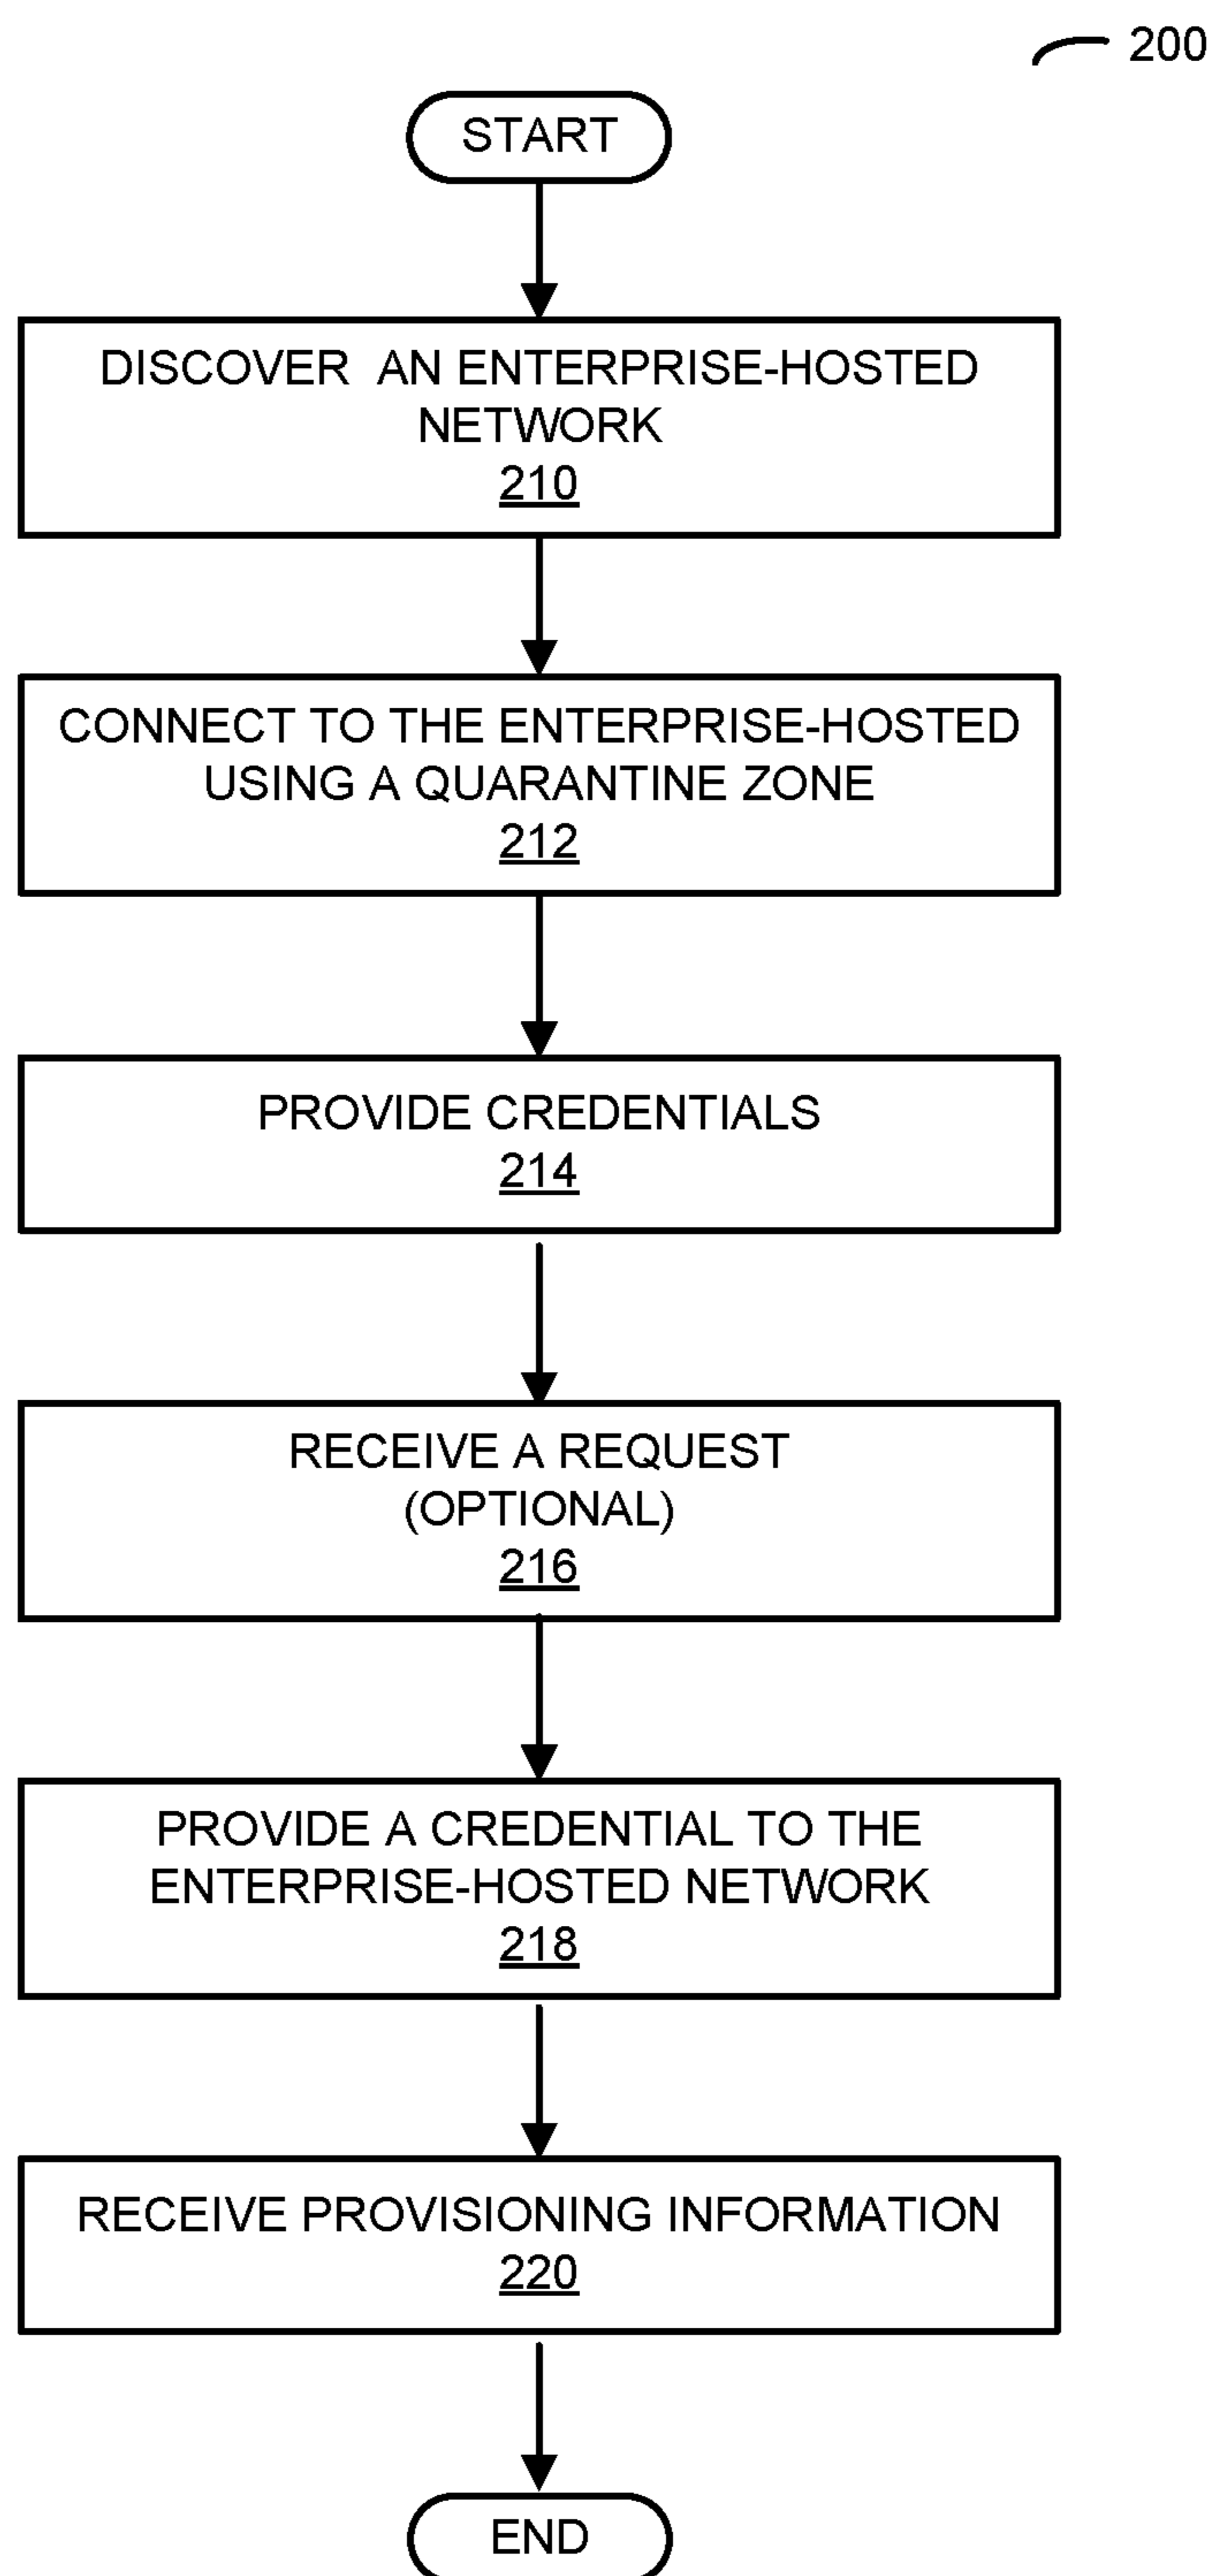 200
START
DISCOVER AN ENTERPRISE-HOSTED
NETWORK
210
CONNECT TO THE ENTERPRISE-HOSTED
USING A QUARANTINE ZONE
212
PROVIDE CREDENTIALS
214
RECEIVE A REQUEST
(OPTIONAL)
216
PROVIDE A CREDENTIAL TO THE
ENTERPRISE-HOSTED NETWORK
218
RECEIVE PROVISIONING INFORMATION
220
END